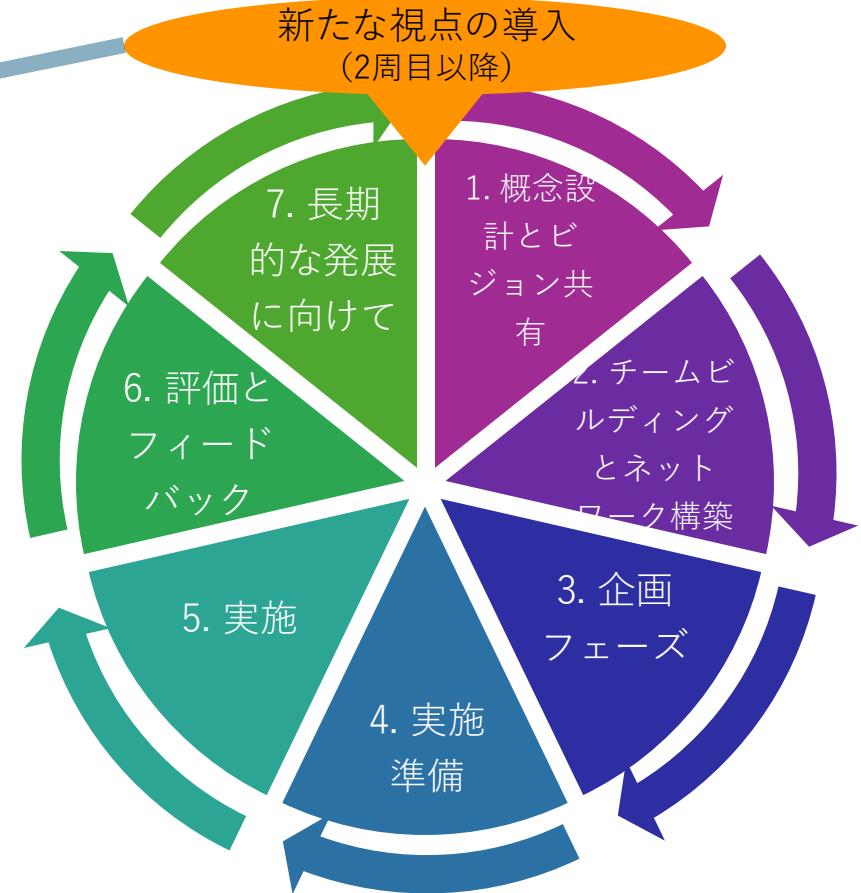 新たな視点の導入
（2周目以降）
1. 概念設
計とビ
ジョン共
有
2. チームビ
ルディング
とネット
ワーク構築
3. 企画
フェーズ
4. 実施
準備
5. 実施
6. 評価と
フィード
バック
7. 長期
的な発展
に向けて